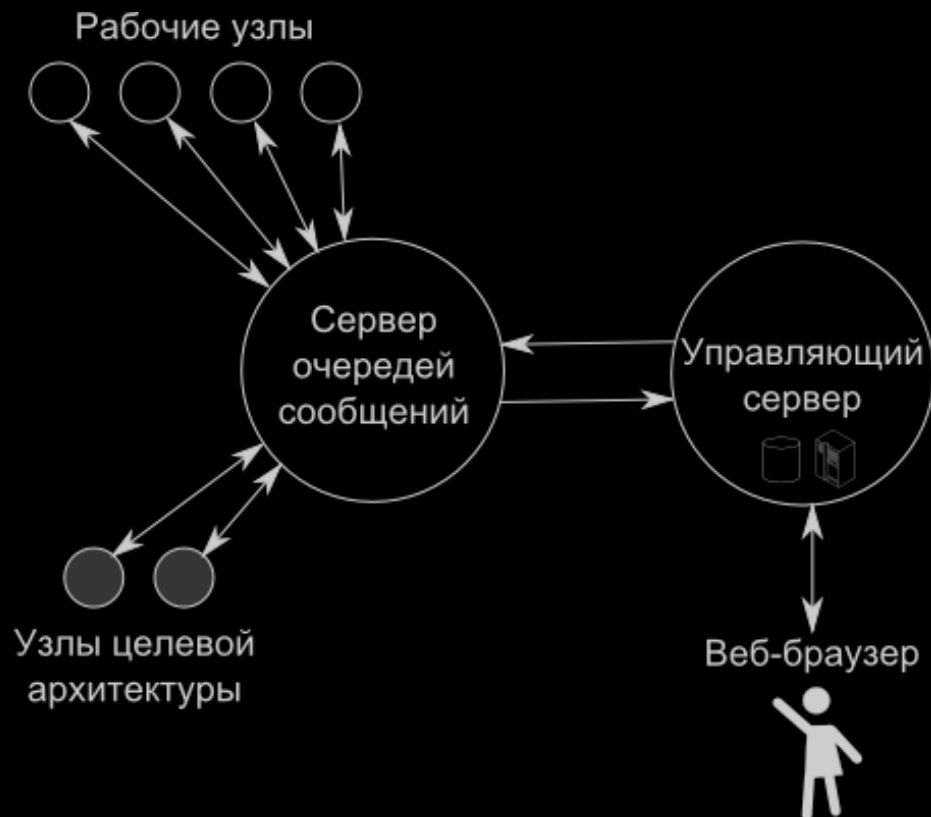 Рабочие узлы
Сервер
очередей
сообщений
Управляющий
сервер
Узлы целевой
архитектуры
Веб-браузер